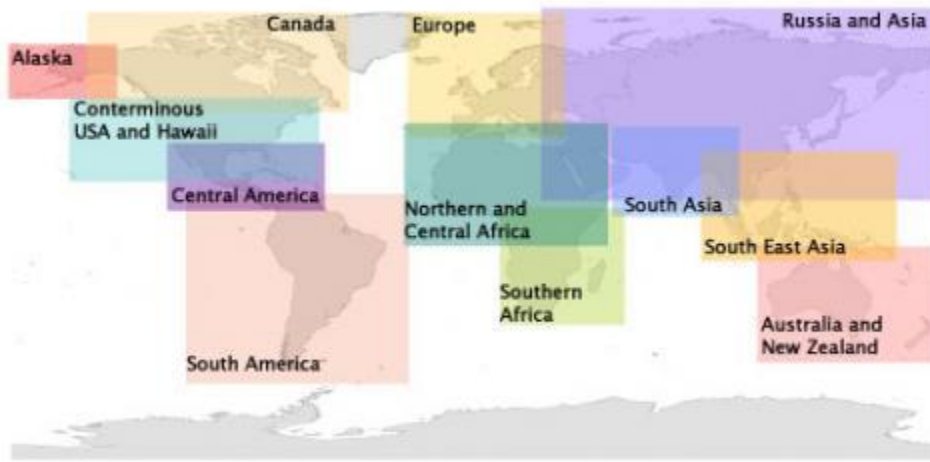 Canada
Europe
Russia and Asia
Alaska
Conterminous
USA and Hawaii
Central America
Northern and
Central Africa
South Asia
South East Asia
Southern
Africa
Australia and
New Zealand
South America